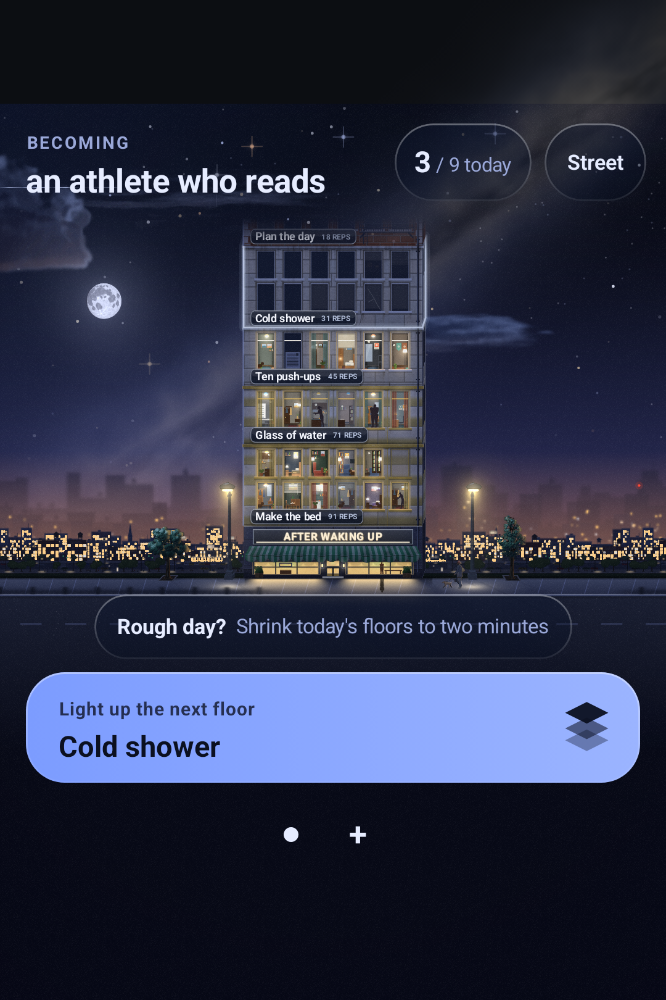 BECOMING
an athlete who reads
3 / 9 today
Street
Plan the day 18 REPS
Cold shower 31 REPS
Ten push-ups 45 REPS
Glass of water 71 REPS
Make the bed 91 REPS
AFTER WAKING UP
Rough day? Shrink today's floors to two minutes
Light up the next floor
Cold shower